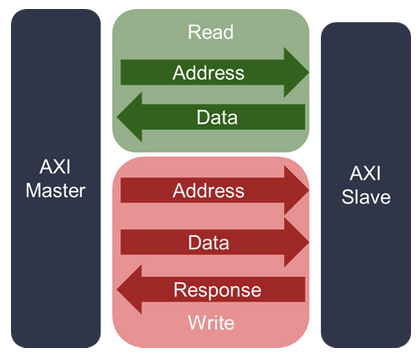 AXI
Master
Read
Address
Data
Address
Data
Response
Write
AXI
Slave